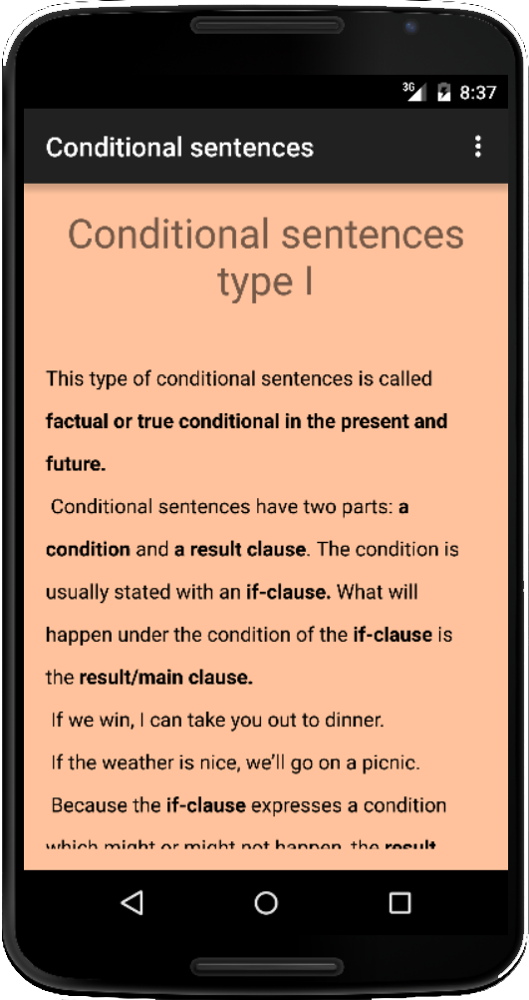 3G 8:37
Conditional sentences
Conditional sentences
type I
This type of conditional sentences is called
factual or true conditional in the present and
future.
Conditional sentences have two parts: a
condition and a result clause. The condition is
usually stated with an if-clause. What will
happen under the condition of the if-clause is
the result/main clause.
If we win, I can take you out to dinner.
If the weather is nice, we’ll go on a picnic.
Because the if-clause expresses a condition
which might or might not happen, the result